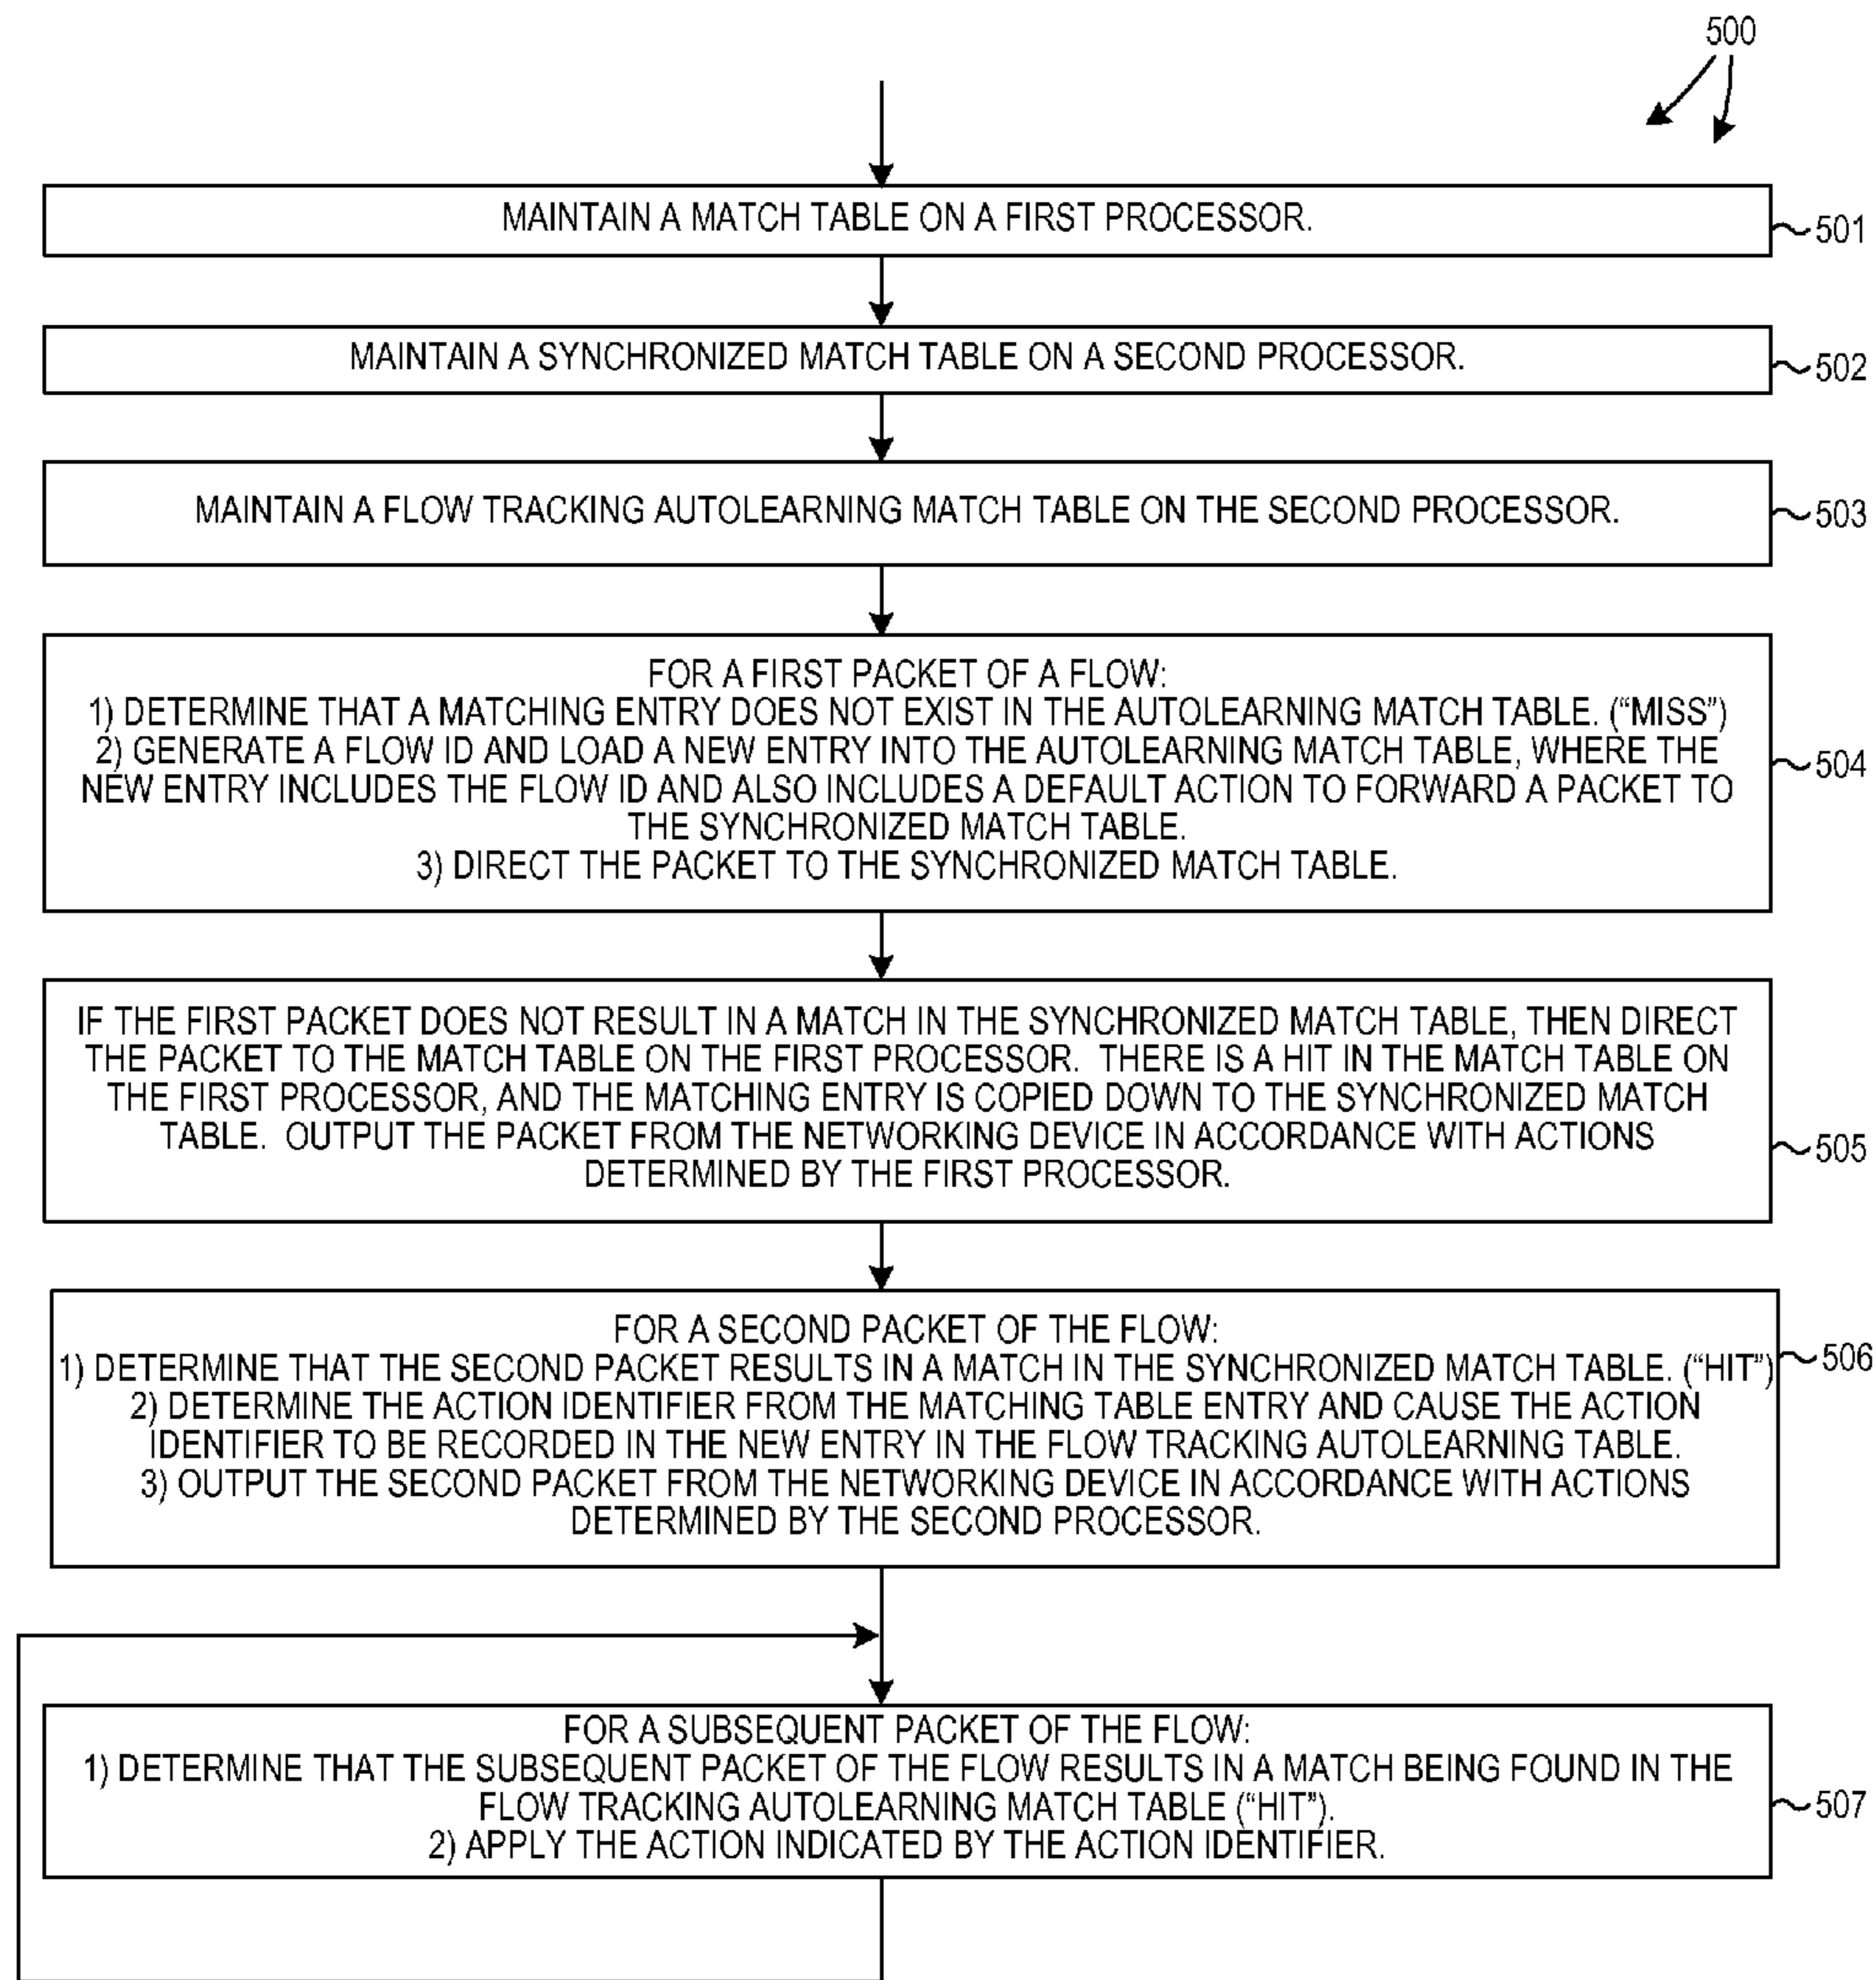 500
MAINTAIN A MATCH TABLE ON A FIRST PROCESSOR.
501
MAINTAIN A SYNCHRONIZED MATCH TABLE ON A SECOND PROCESSOR.
502
MAINTAIN A FLOW TRACKING AUTOLEARNING MATCH TABLE ON THE SECOND PROCESSOR.
503
FOR A FIRST PACKET OF A FLOW:
1) DETERMINE THAT A MATCHING ENTRY DOES NOT EXIST IN THE AUTOLEARNING MATCH TABLE. (“MISS”)
2) GENERATE A FLOW ID AND LOAD A NEW ENTRY INTO THE AUTOLEARNING MATCH TABLE, WHERE THE
NEW ENTRY INCLUDES THE FLOW ID AND ALSO INCLUDES A DEFAULT ACTION TO FORWARD A PACKET TO
THE SYNCHRONIZED MATCH TABLE.
3) DIRECT THE PACKET TO THE SYNCHRONIZED MATCH TABLE.
504
IF THE FIRST PACKET DOES NOT RESULT IN A MATCH IN THE SYNCHRONIZED MATCH TABLE, THEN DIRECT
THE PACKET TO THE MATCH TABLE ON THE FIRST PROCESSOR. THERE IS A HIT IN THE MATCH TABLE ON
THE FIRST PROCESSOR, AND THE MATCHING ENTRY IS COPIED DOWN TO THE SYNCHRONIZED MATCH
TABLE. OUTPUT THE PACKET FROM THE NETWORKING DEVICE IN ACCORDANCE WITH ACTIONS
DETERMINED BY THE FIRST PROCESSOR.
505
FOR A SECOND PACKET OF THE FLOW:
1) DETERMINE THAT THE SECOND PACKET RESULTS IN A MATCH IN THE SYNCHRONIZED MATCH TABLE. (“HIT”)
2) DETERMINE THE ACTION IDENTIFIER FROM THE MATCHING TABLE ENTRY AND CAUSE THE ACTION
IDENTIFIER TO BE RECORDED IN THE NEW ENTRY IN THE FLOW TRACKING AUTOLEARNING TABLE.
3) OUTPUT THE SECOND PACKET FROM THE NETWORKING DEVICE IN ACCORDANCE WITH ACTIONS
DETERMINED BY THE SECOND PROCESSOR.
506
FOR A SUBSEQUENT PACKET OF THE FLOW:
1) DETERMINE THAT THE SUBSEQUENT PACKET OF THE FLOW RESULTS IN A MATCH BEING FOUND IN THE
FLOW TRACKING AUTOLEARNING MATCH TABLE (“HIT”).
2) APPLY THE ACTION INDICATED BY THE ACTION IDENTIFIER.
507